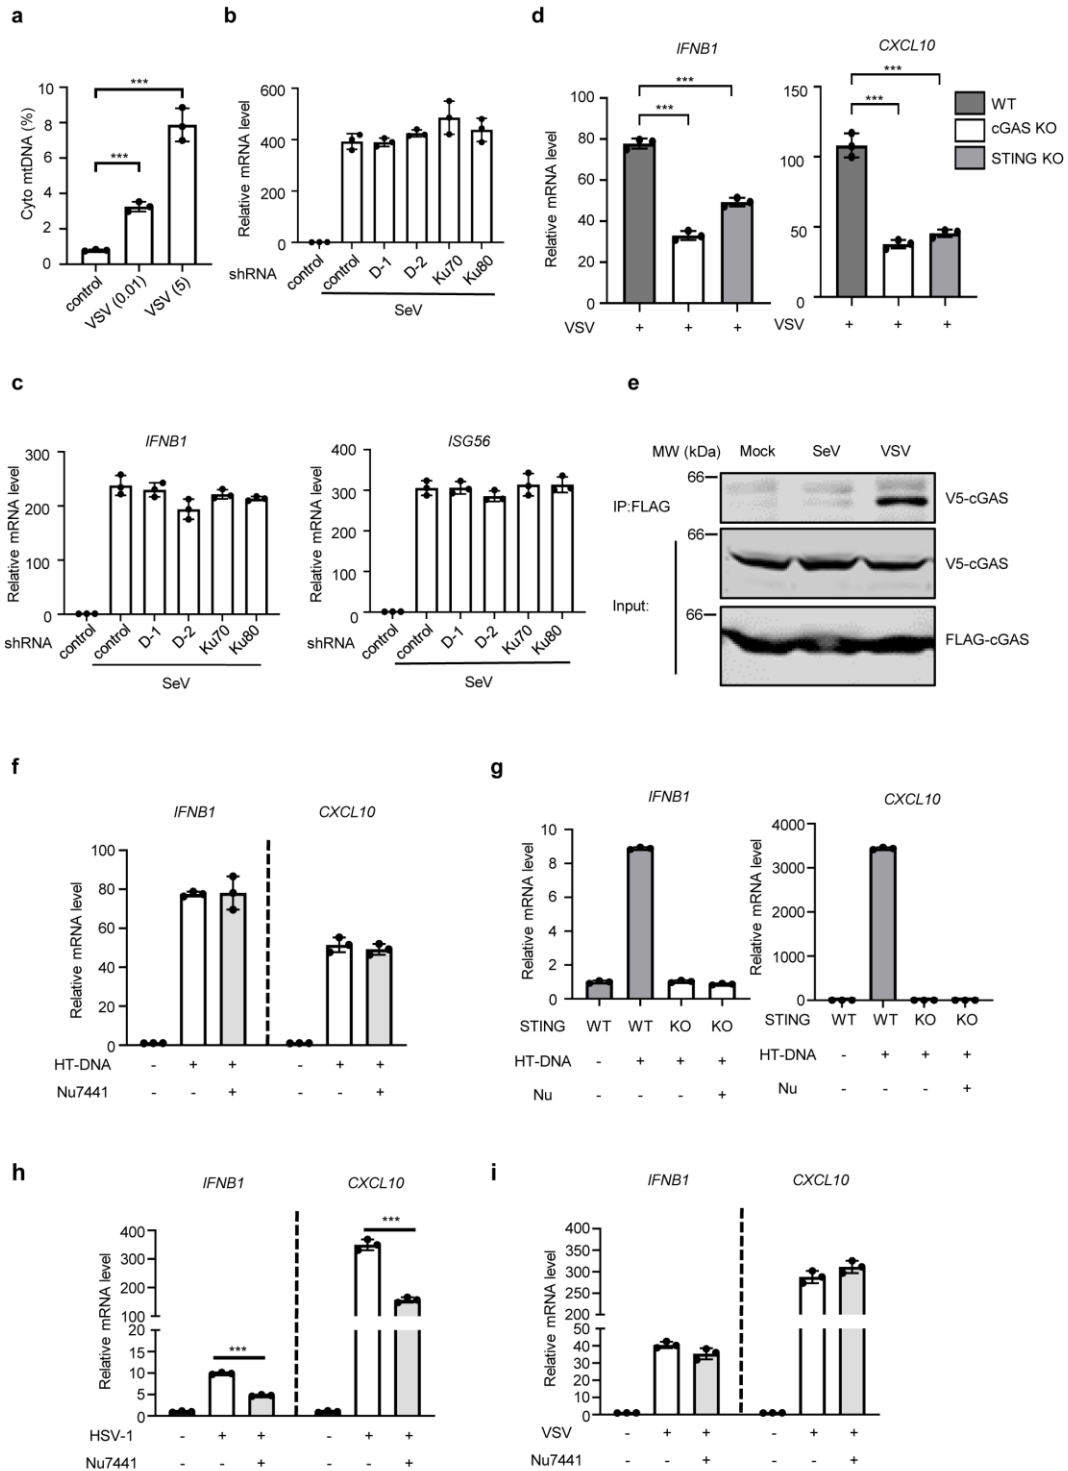 a
***
***
Cyto mtDNA (%)
10
8
6
4
2
0
control
VSV (0.01)
VSV (5)
b
Relative mRNA level
600
400
200
0
shRNA
control
control
D-1
D-2
Ku70
Ku80
SeV
d
IFNB1
***
***
Relative mRNA level
100
80
60
40
20
0
VSV + + +
CXCL10
***
***
150
100
50
0
VSV + + +
WT
cGAS KO
STING KO
c
IFNB1
Relative mRNA level
300
200
100
0
shRNA
control
control
D-1
D-2
Ku70
Ku80
SeV
ISG56
Relative mRNA level
400
300
200
100
0
shRNA
control
control
D-1
D-2
Ku70
Ku80
SeV
e
MW (kDa) Mock SeV VSV
66
IP:FLAG
V5-cGAS
66
V5-cGAS
Input:
66
FLAG-cGAS
f
IFNB1 CXCL10
Relative mRNA level
100
80
60
40
20
0
HT-DNA - + + - + +
Nu7441 - - + - - +
g
IFNB1
Relative mRNA level
10
8
6
4
2
0
STING WT WT KO KO
HT-DNA - + + +
Nu - - - +
CXCL10
Relative mRNA level
4000
3000
2000
1000
0
STING WT WT KO KO
HT-DNA - + + +
Nu - - - +
h
IFNB1 CXCL10
***
***
Relative mRNA level
400
300
200
100
20
15
10
5
0
HSV-1 - + + - + +
Nu7441 - - + - - +
i
IFNB1 CXCL10
Relative mRNA level
400
350
300
250
200
50
40
30
20
10
0
VSV - + + - + +
Nu7441 - - + - - +